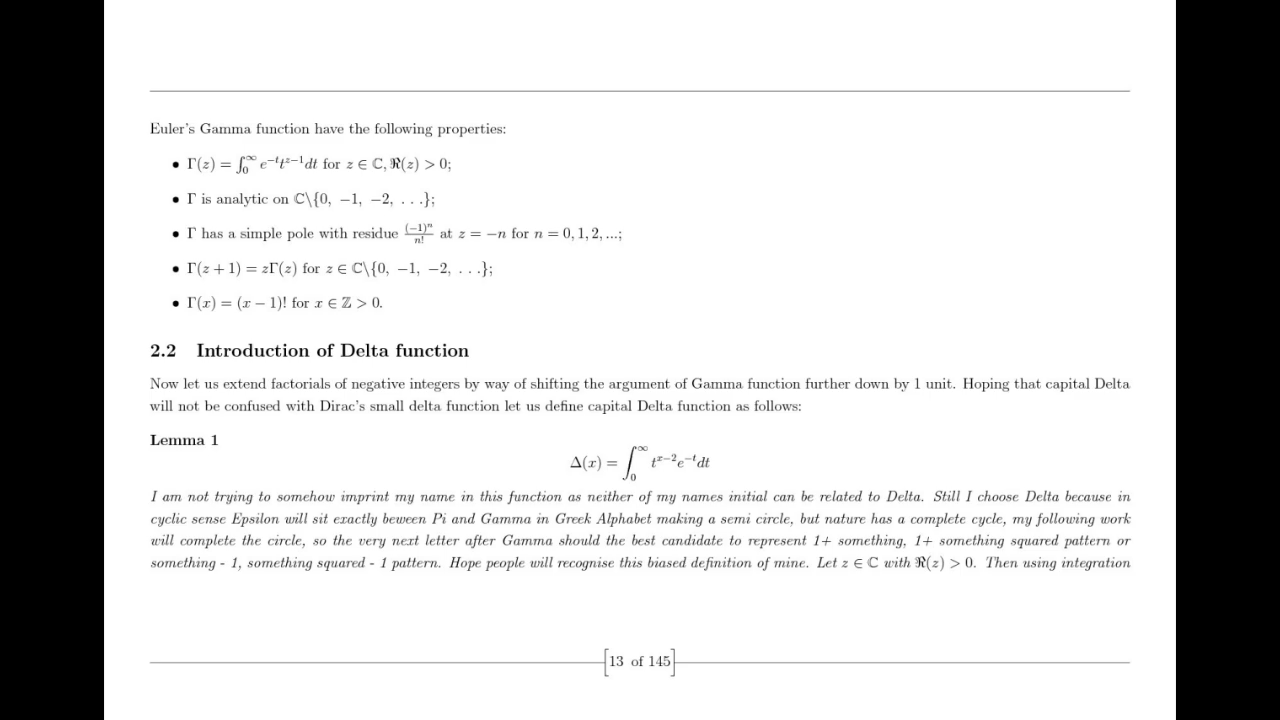 Euler's Gamma function have the following properties:
• Γ(z) = ∫₀^∞ e^{−t}t^{z−1}dt for z ∈ ℂ, ℜ(z) > 0;
• Γ is analytic on ℂ\{0, −1, −2, . . .};
• Γ has a simple pole with residue (−1)^n/n! at z = −n for n = 0, 1, 2, ...;
• Γ(z + 1) = zΓ(z) for z ∈ ℂ\{0, −1, −2, . . .};
• Γ(x) = (x − 1)! for x ∈ ℤ > 0.
2.2 Introduction of Delta function
Now let us extend factorials of negative integers by way of shifting the argument of Gamma function further down by 1 unit. Hoping that capital Delta
will not be confused with Dirac's small delta function let us define capital Delta function as follows:
Lemma 1
Δ(x) = ∫₀^∞ t^{x−2}e^{−t}dt
I am not trying to somehow imprint my name in this function as neither of my names initial can be related to Delta. Still I choose Delta because in
cyclic sense Epsilon will sit exactly beween Pi and Gamma in Greek Alphabet making a semi circle, but nature has a complete cycle, my following work
will complete the circle, so the very next letter after Gamma should the best candidate to represent 1+ something, 1+ something squared pattern or
something - 1, something squared - 1 pattern. Hope people will recognise this biased definition of mine. Let z ∈ ℂ with ℜ(z) > 0. Then using integration
[13 of 145]